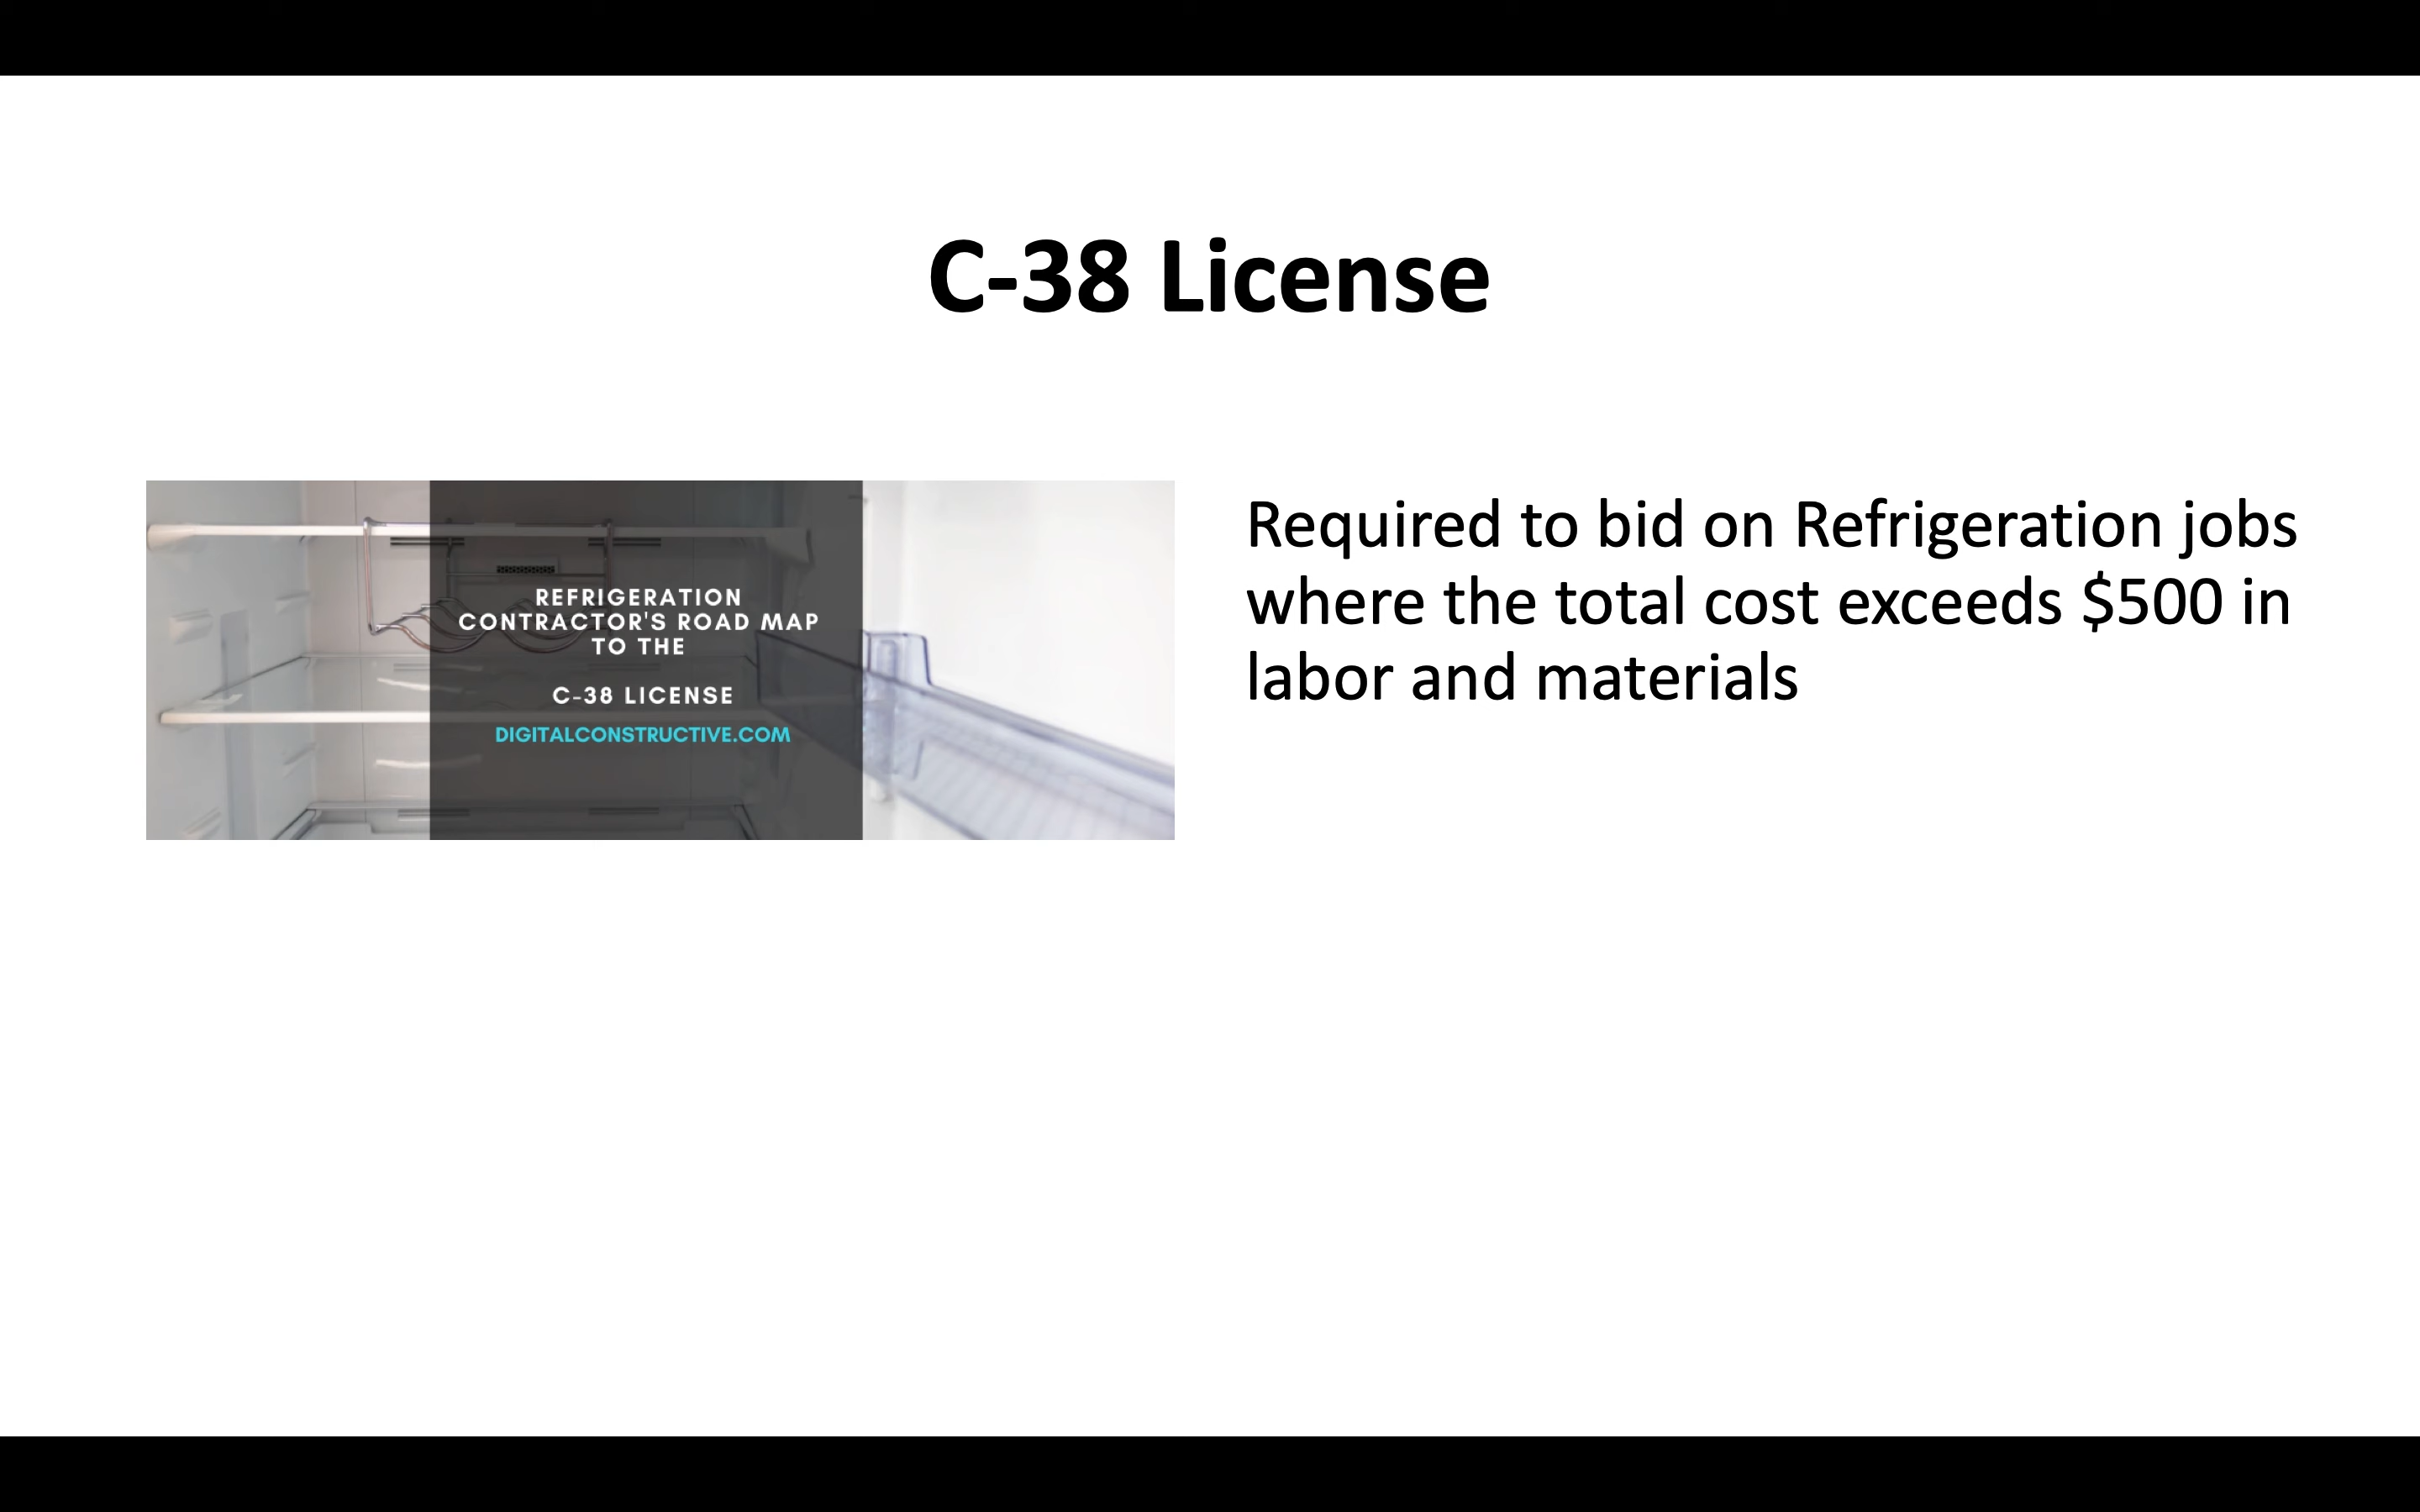 C-38 License
REFRIGERATION
CONTRACTOR'S ROAD MAP
TO THE
C-38 LICENSE
DIGITALCONSTRUCTIVE.COM
Required to bid on Refrigeration jobs
where the total cost exceeds $500 in
labor and materials